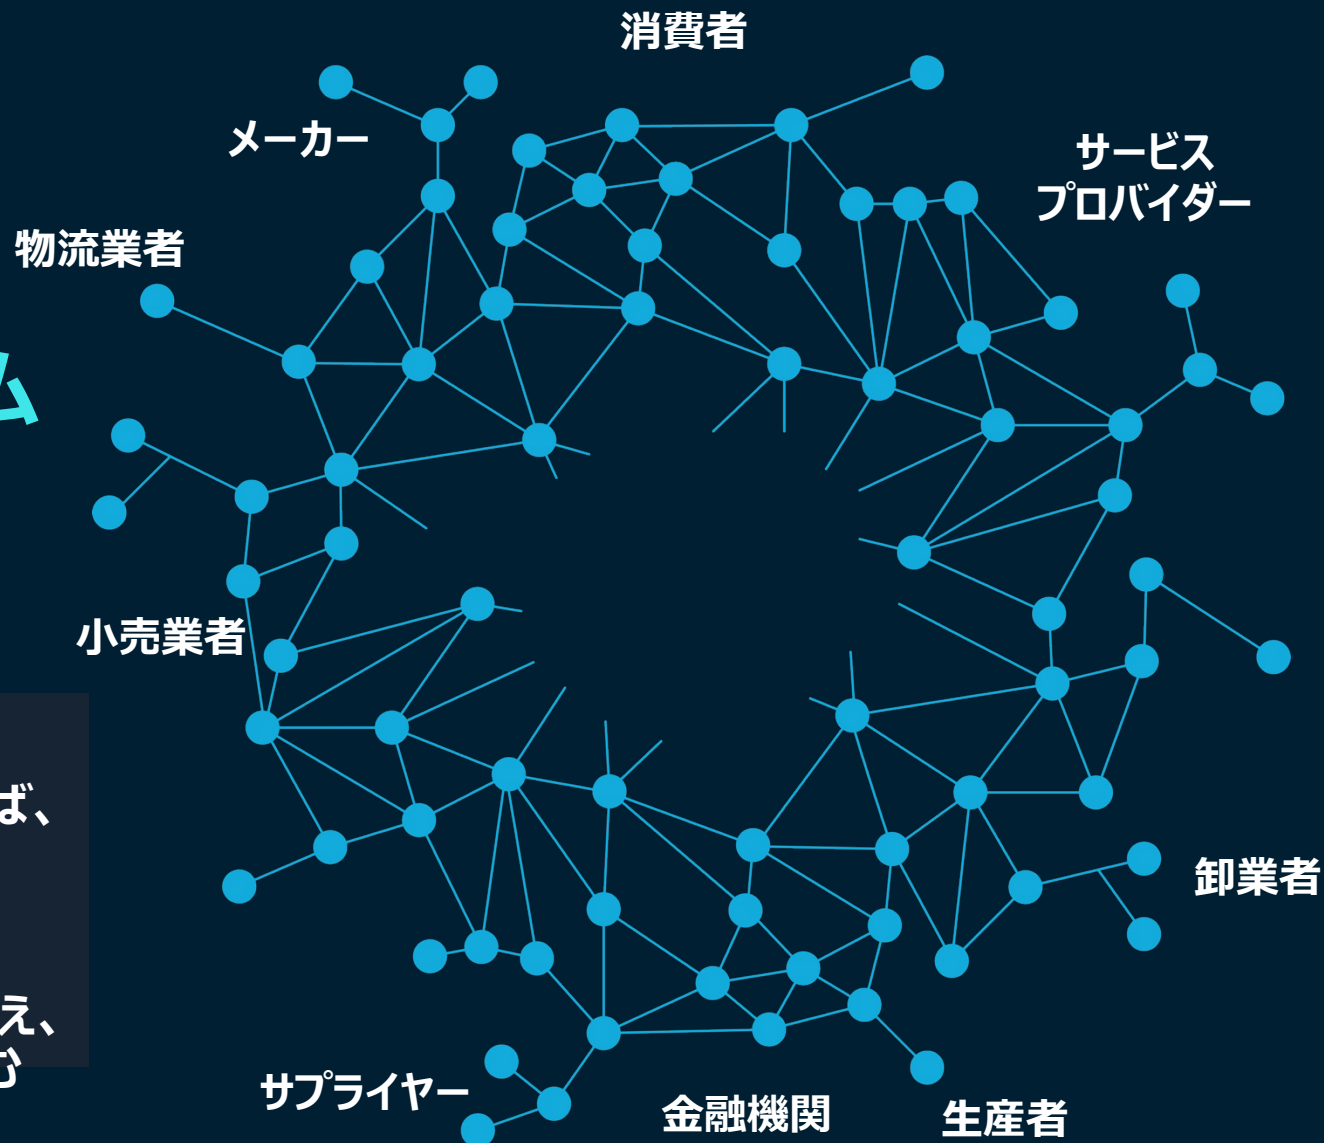 消費者
メーカー
サービス
プロバイダー
物流業者
ム
小売業者
ば、
卸業者
え、
む
サプライヤー
金融機関
生産者